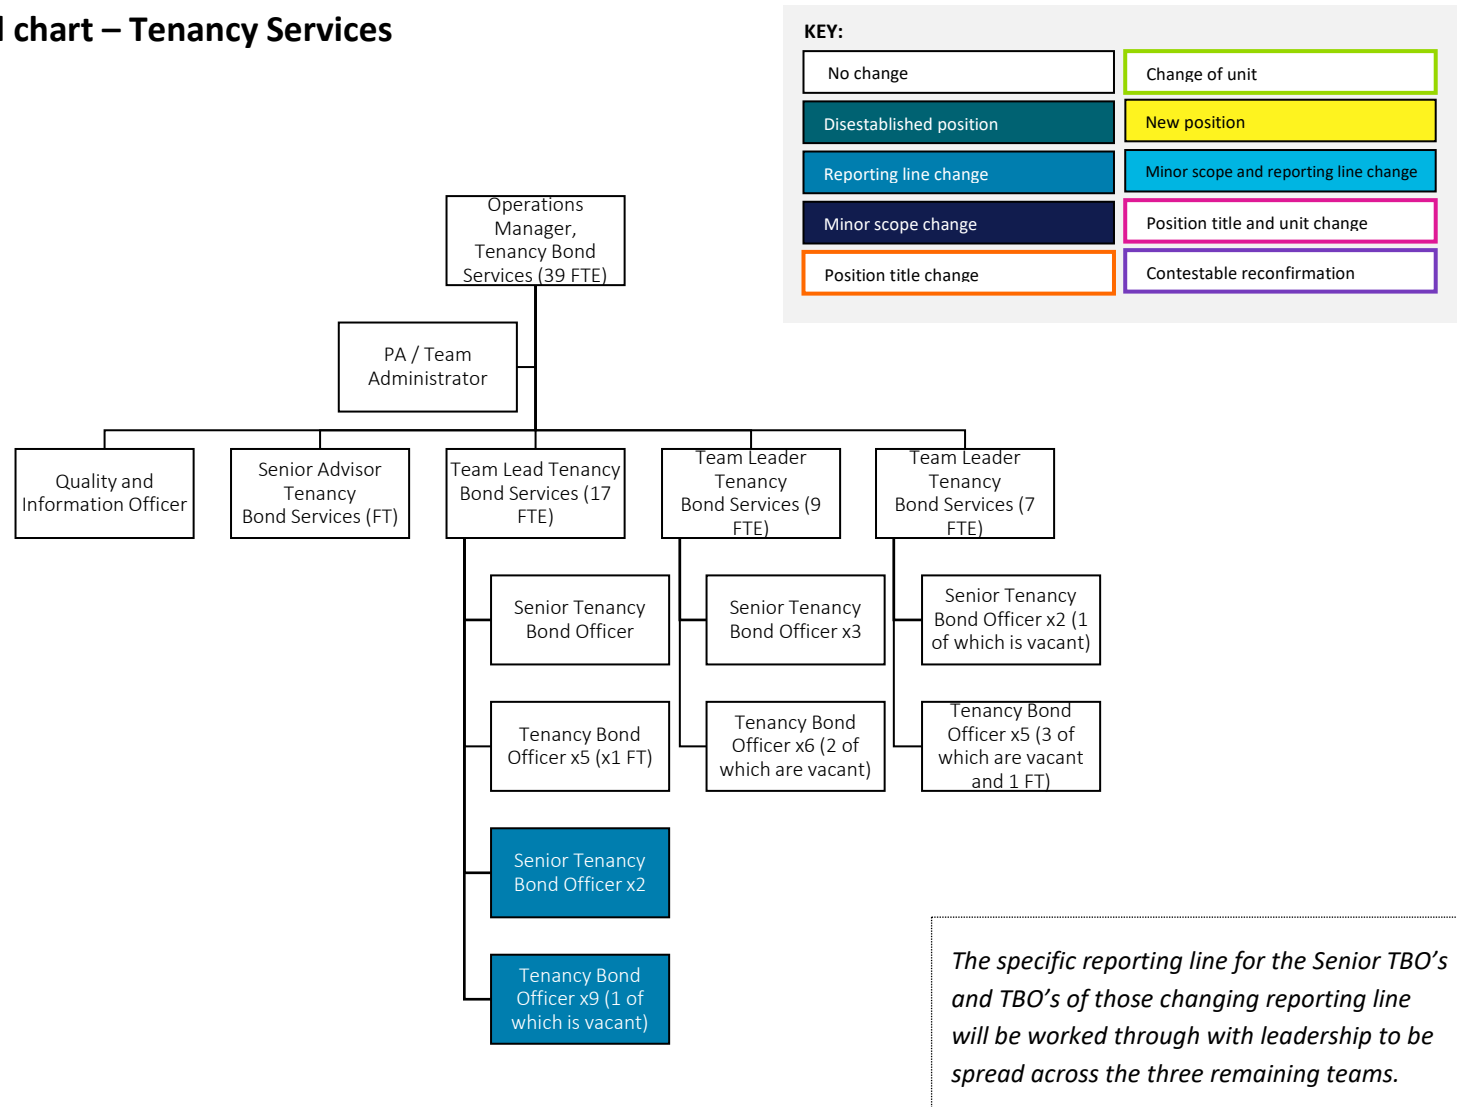 chart – Tenancy Services
KEY:
No change
Change of unit
Disestablished position
New position
Reporting line change
Minor scope and reporting line change
Minor scope change
Position title and unit change
Position title change
Contestable reconfirmation
Operations
Manager,
Tenancy Bond
Services (39 FTE)
PA / Team
Administrator
Quality and
Information Officer
Senior Advisor
Tenancy
Bond Services (FT)
Team Lead Tenancy
Bond Services (17
FTE)
Team Leader
Tenancy
Bond Services (9
FTE)
Team Leader
Tenancy
Bond Services (7
FTE)
Senior Tenancy
Bond Officer
Senior Tenancy
Bond Officer x3
Senior Tenancy
Bond Officer x2 (1
of which is vacant)
Tenancy Bond
Officer x5 (x1 FT)
Tenancy Bond
Officer x6 (2 of
which are vacant)
Tenancy Bond
Officer x5 (3 of
which are vacant
and 1 FT)
Senior Tenancy
Bond Officer x2
Tenancy Bond
Officer x9 (1 of
which is vacant)
The specific reporting line for the Senior TBO’s
and TBO’s of those changing reporting line
will be worked through with leadership to be
spread across the three remaining teams.